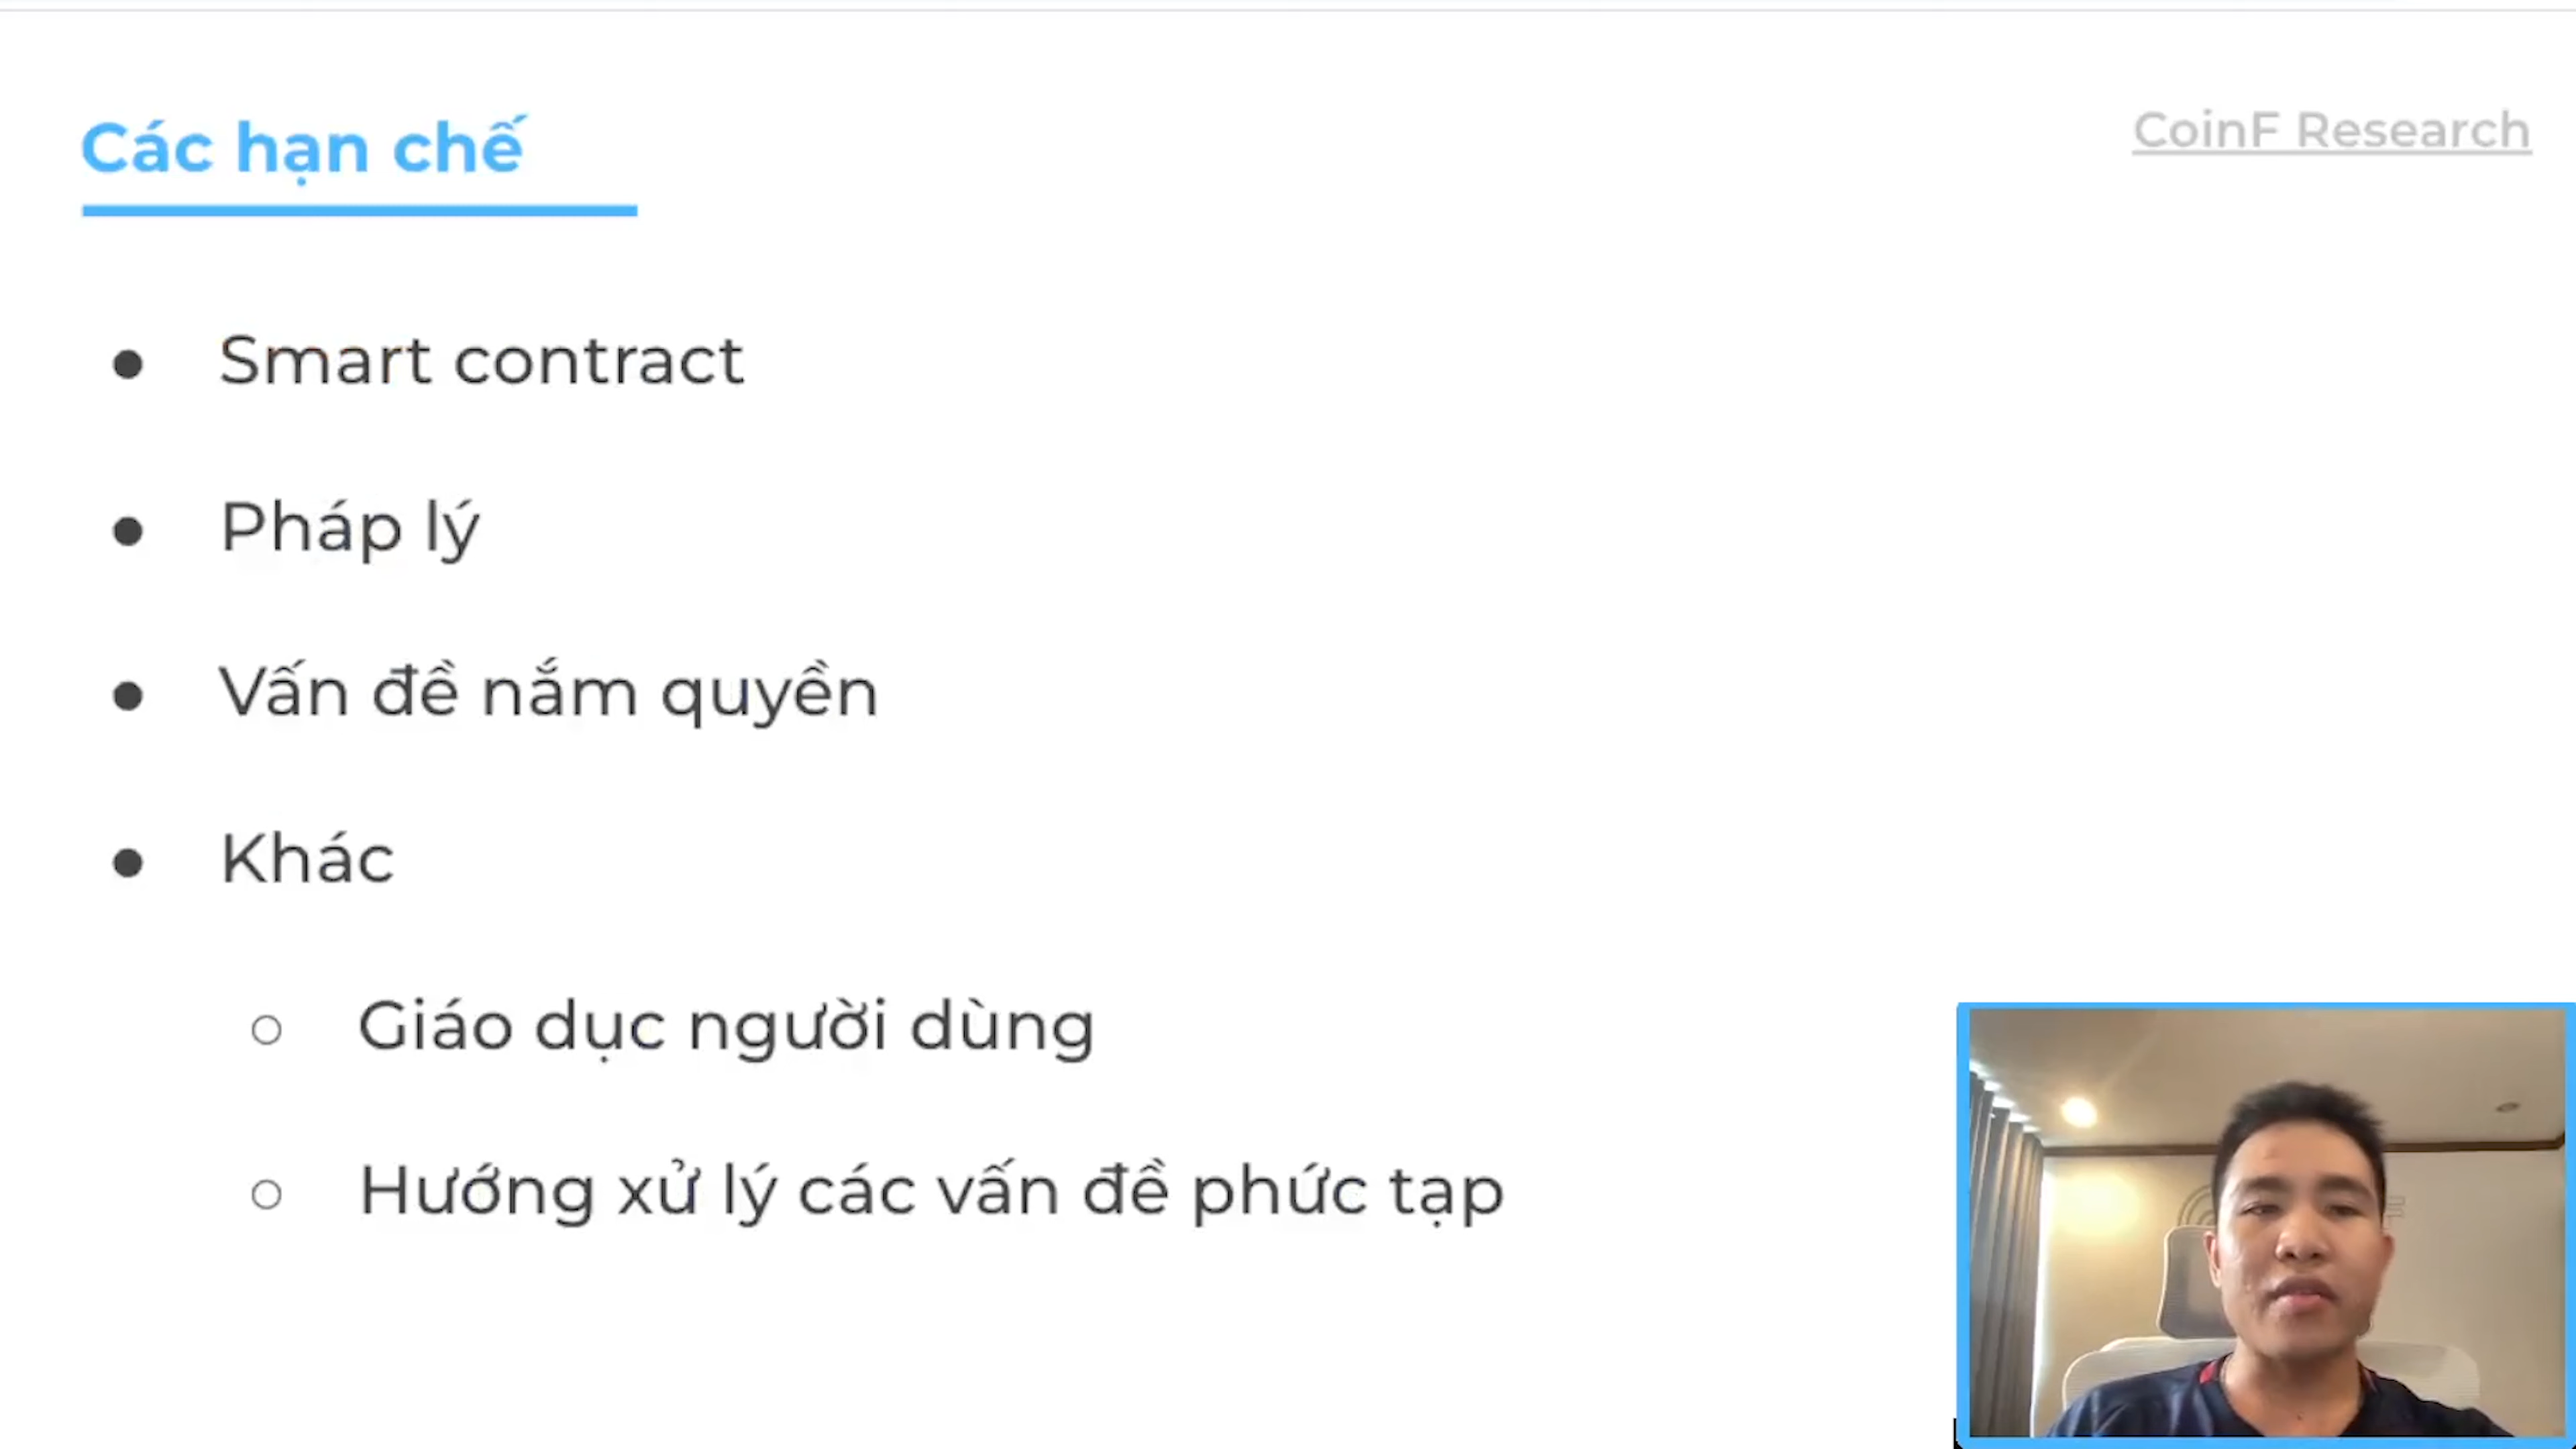 Các hạn chế
CoinF Research
● Smart contract
● Pháp lý
● Vấn đề nắm quyền
● Khác
○ Giáo dục người dùng
○ Hướng xử lý các vấn đề phức tạp